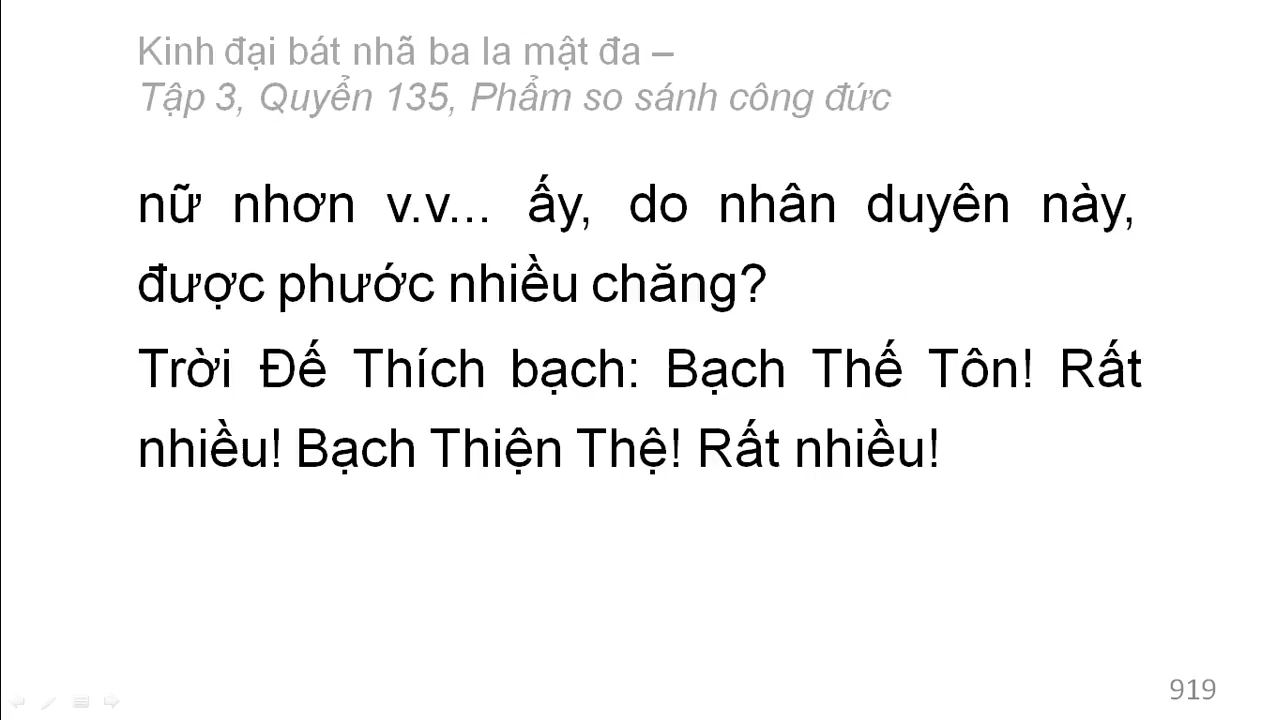 Kinh đại bát nhã ba la mật đa –
Tập 3, Quyển 135, Phẩm so sánh công đức
nữ nhơn v.v... ấy, do nhân duyên này,
được phước nhiều chăng?
Trời Đế Thích bạch: Bạch Thế Tôn! Rất
nhiều! Bạch Thiện Thệ! Rất nhiều!
919